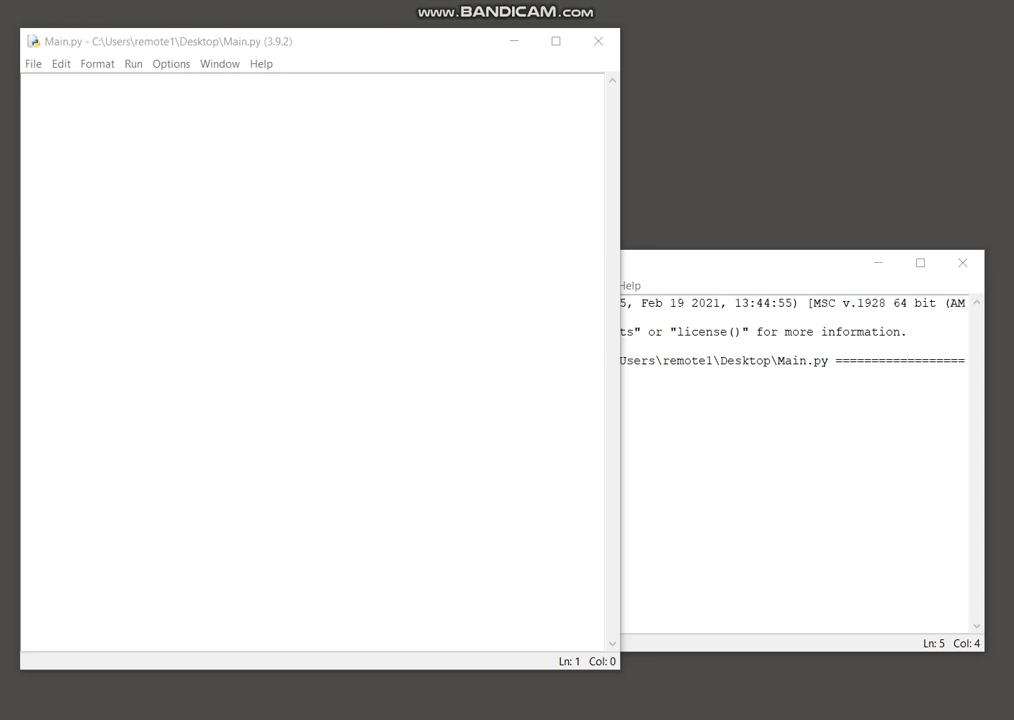 www.BANDICAM.com
Main.py - C:\Users\remote1\Desktop\Main.py (3.9.2)
File Edit Format Run Options Window Help
Help
5, Feb 19 2021, 13:44:55) [MSC v.1928 64 bit (AM
ts" or "license()" for more information.
Users\remote1\Desktop\Main.py ==================
Ln: 5 Col: 4
Ln: 1 Col: 0